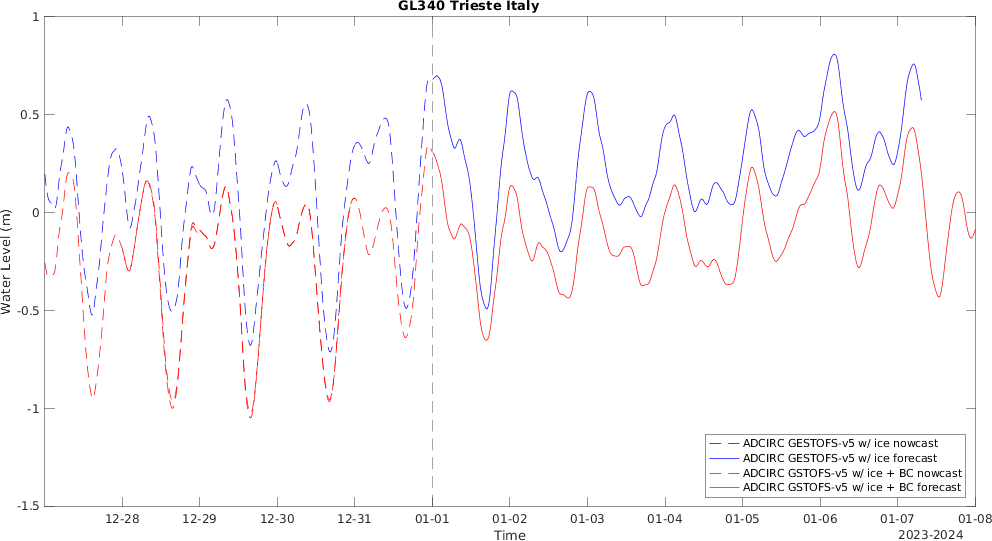 GL340 Trieste Italy
Water Level (m)
1
0.5
0
-0.5
-1
-1.5
12-28
12-29
12-30
12-31
01-01
01-02
01-03
01-04
01-05
01-06
01-07
01-08
Time
2023-2024
ADCIRC GESTOFS-v5 w/ ice nowcast
ADCIRC GESTOFS-v5 w/ ice forecast
ADCIRC GSTOFS-v5 w/ ice + BC nowcast
ADCIRC GSTOFS-v5 w/ ice + BC forecast